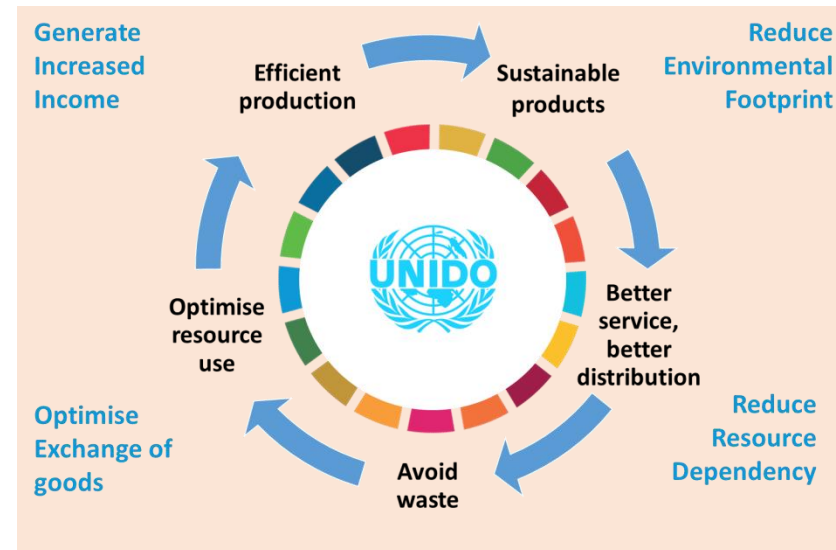 Generate
Increased
Income
Efficient
production
Sustainable
products
Reduce
Environmental
Footprint
UNIDO
Optimise
resource
use
Better
service,
better
distribution
Optimise
Exchange of
goods
Avoid
waste
Reduce
Resource
Dependency